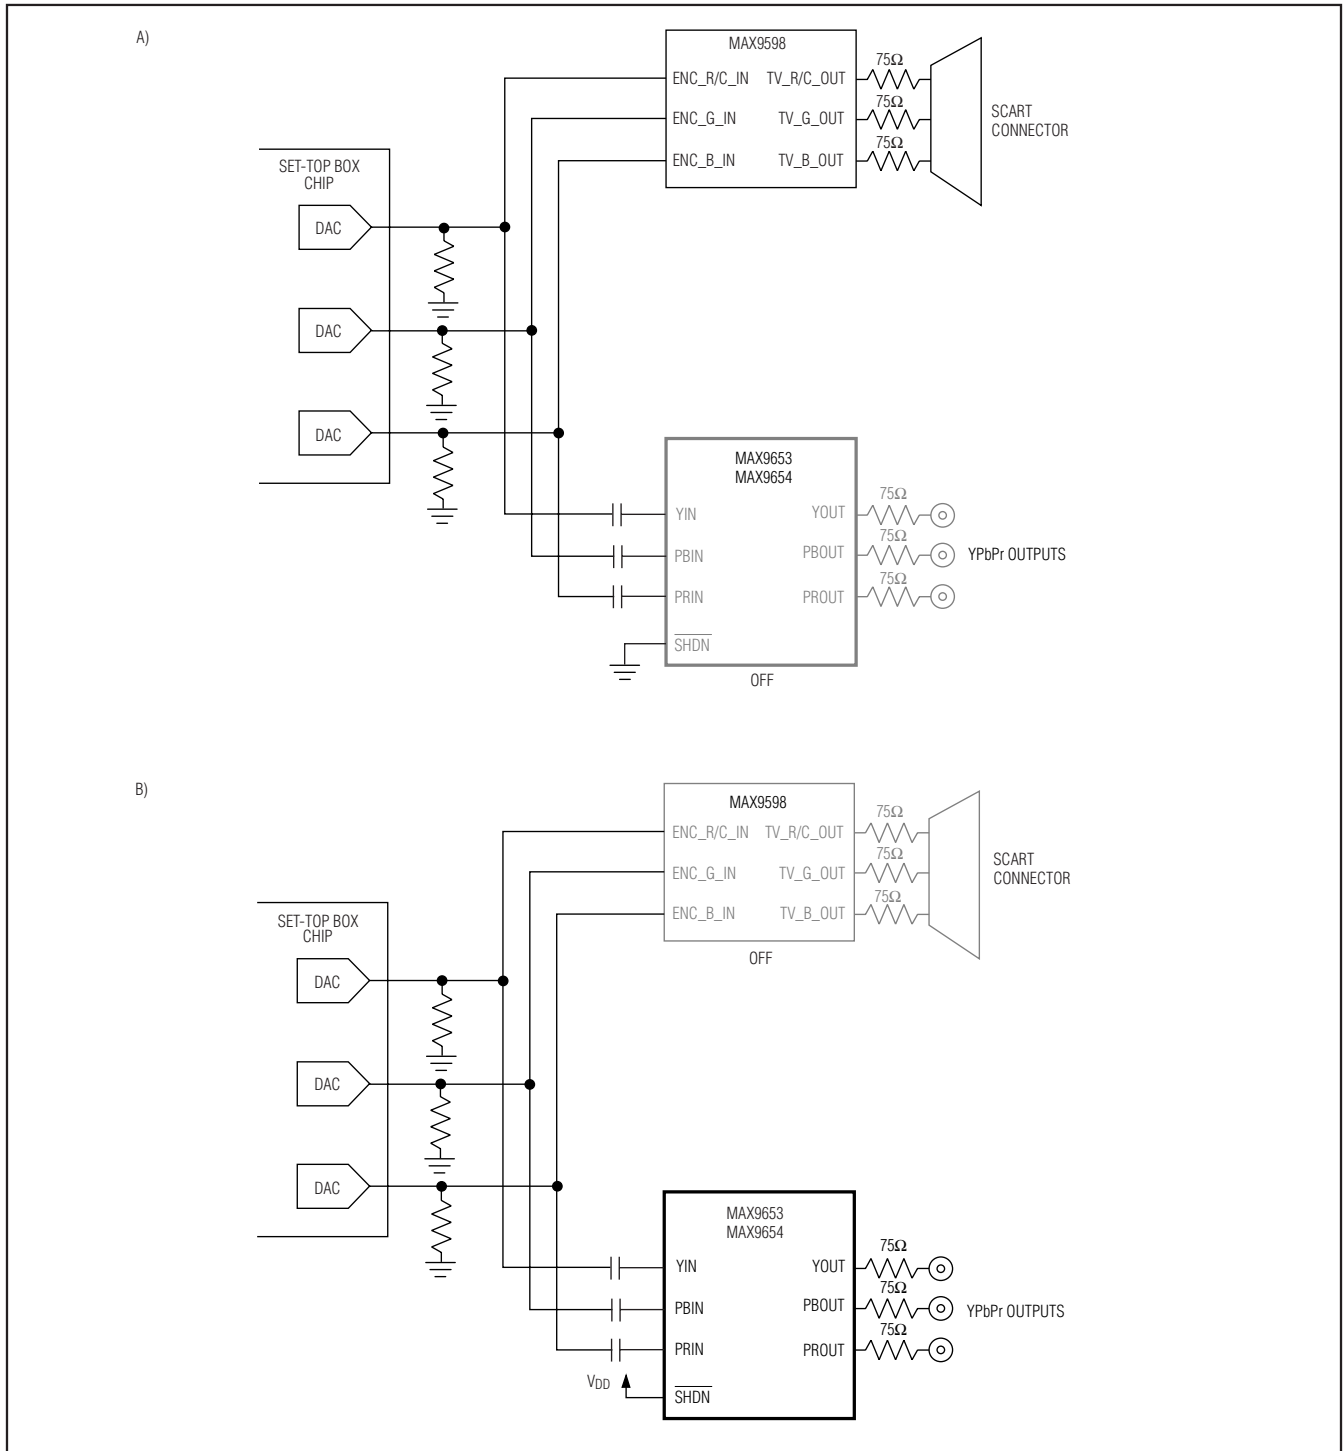 A)
MAX9598
ENC_R/C_IN TV_R/C_OUT
75Ω
ENC_G_IN TV_G_OUT
75Ω
ENC_B_IN TV_B_OUT
75Ω
SCART
CONNECTOR
SET-TOP BOX
CHIP
DAC
DAC
DAC
MAX9653
MAX9654
YIN YOUT
75Ω
PBIN PBOUT
75Ω
YPbPr OUTPUTS
PRIN PROUT
75Ω
SHDN
OFF
B)
MAX9598
ENC_R/C_IN TV_R/C_OUT
75Ω
ENC_G_IN TV_G_OUT
75Ω
ENC_B_IN TV_B_OUT
75Ω
SCART
CONNECTOR
OFF
SET-TOP BOX
CHIP
DAC
DAC
DAC
MAX9653
MAX9654
YIN YOUT
75Ω
PBIN PBOUT
75Ω
YPbPr OUTPUTS
PRIN PROUT
75Ω
VDD
SHDN